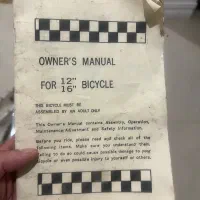 OWNER'S MANUAL
FOR 12" 16" BICYCLE
THIS BICYCLE MUST BE
ASSEMBLED BY AN ADULT ONLY
This Owner's Manual contains Assembly, Operation,
Maintenance Adjustment and Safety Information.
Before you ride, please read and check all of the
following items. Make sure you understand them.
Failing to do so could cause possible damage to your
bicycle or even possible injury to yourself or others.